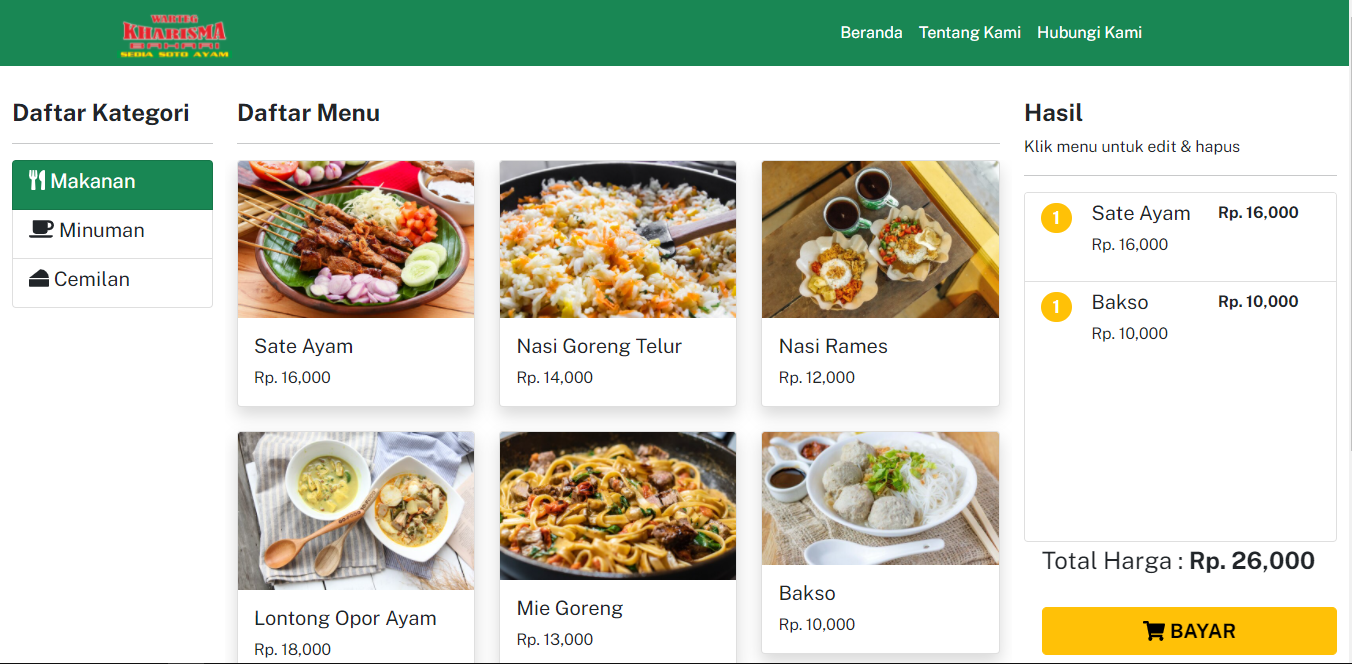 WARTEG
KHARISMA
BAHARI
SEDIA SOTO AYAM
Beranda
Tentang Kami
Hubungi Kami
Daftar Kategori
Makanan
Minuman
Cemilan
Daftar Menu
Sate Ayam
Rp. 16,000
Nasi Goreng Telur
Rp. 14,000
Nasi Rames
Rp. 12,000
Lontong Opor Ayam
Rp. 18,000
Mie Goreng
Rp. 13,000
Bakso
Rp. 10,000
Hasil
Klik menu untuk edit & hapus
1 Sate Ayam Rp. 16,000
Rp. 16,000
1 Bakso Rp. 10,000
Rp. 10,000
Total Harga : Rp. 26,000
BAYAR